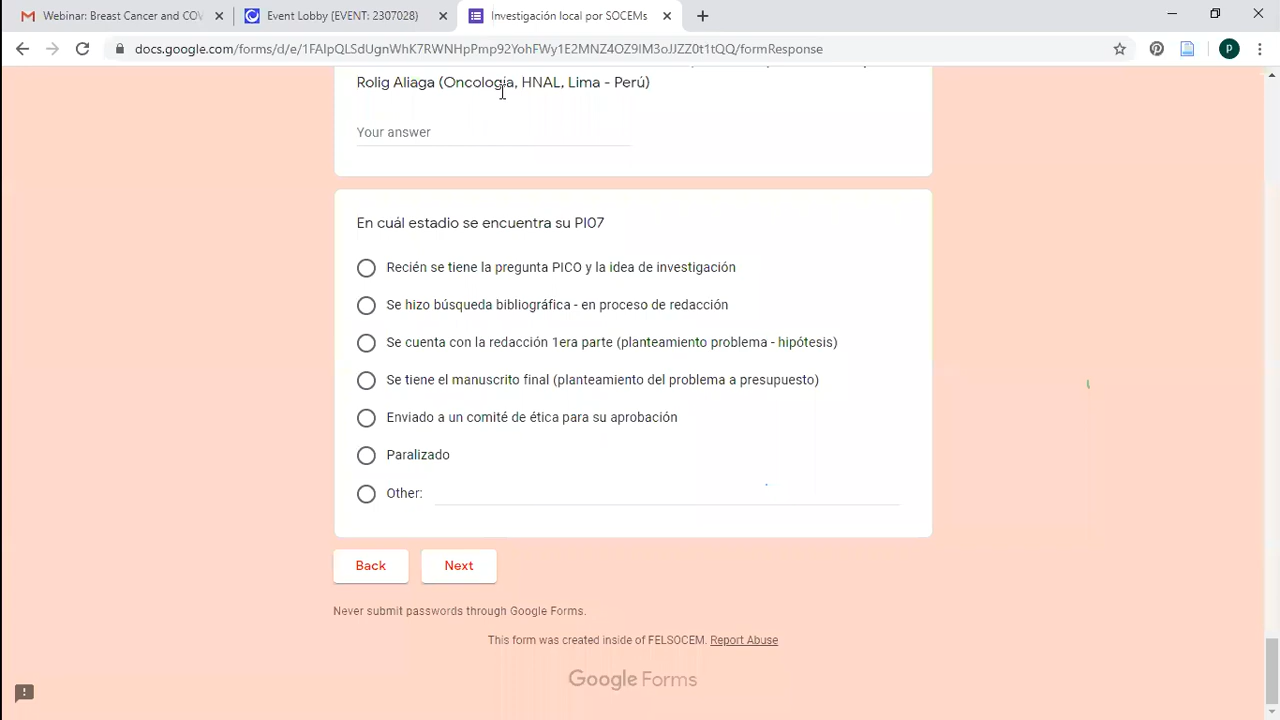 Webinar: Breast Cancer and COV
Event Lobby [EVENT: 2307028)
Investigación local por SOCEMs
docs.google.com/forms/d/e/1FAIpQLSdUgnWhK7RWNHpPmp92YohFWy1E2MNZ4OZ9IM3oJJZZ0t1tQQ/formResponse
P
Rolig Aliaga (Oncología, HNAL, Lima - Perú)
Your answer
En cuál estadio se encuentra su PI07
Recién se tiene la pregunta PICO y la idea de investigación
Se hizo búsqueda bibliográfica - en proceso de redacción
Se cuenta con la redacción 1era parte (planteamiento problema - hipótesis)
Se tiene el manuscrito final (planteamiento del problema a presupuesto)
Enviado a un comité de ética para su aprobación
Paralizado
Other:
Back
Next
Never submit passwords through Google Forms.
This form was created inside of FELSOCEM. Report Abuse
Google Forms